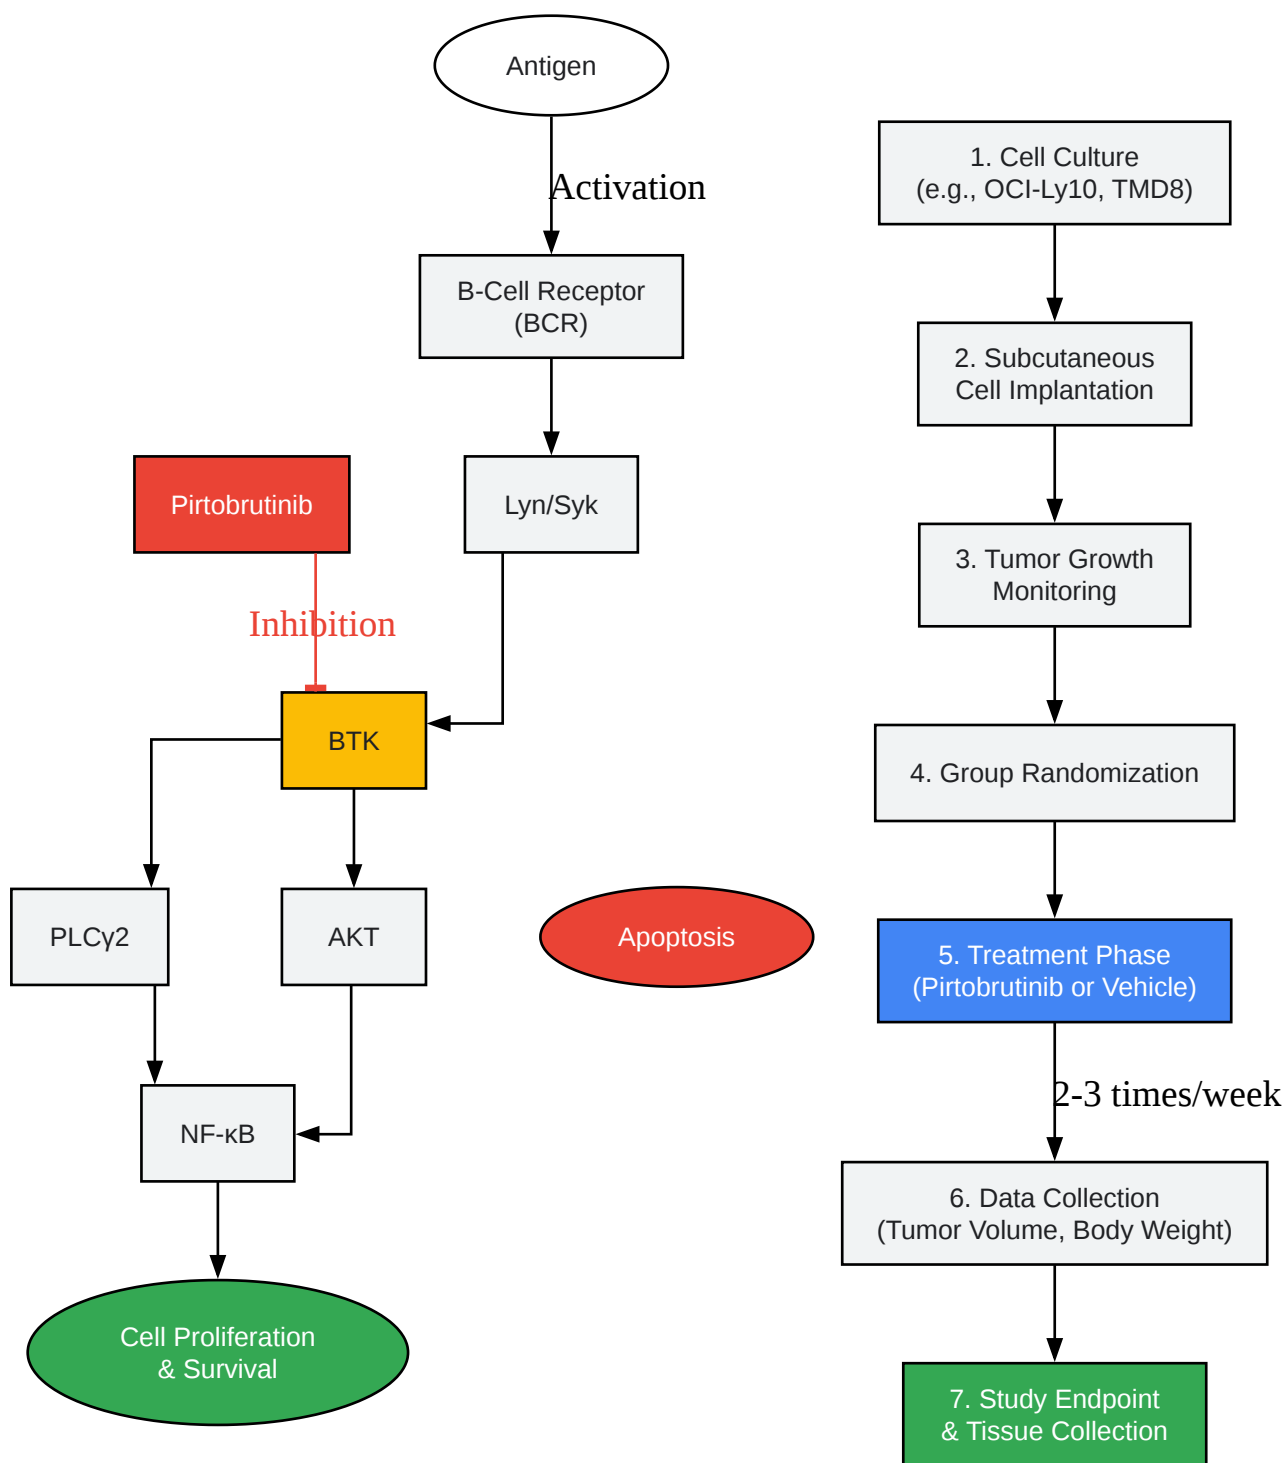 Antigen
Activation
B-Cell Receptor
(BCR)
Pirtobrutinib
Lyn/Syk
Inhibition
BTK
PLCγ2
AKT
Apoptosis
NF-κB
Cell Proliferation
& Survival
1. Cell Culture
(e.g., OCI-Ly10, TMD8)
2. Subcutaneous
Cell Implantation
3. Tumor Growth
Monitoring
4. Group Randomization
5. Treatment Phase
(Pirtobrutinib or Vehicle)
2-3 times/week
6. Data Collection
(Tumor Volume, Body Weight)
7. Study Endpoint
& Tissue Collection